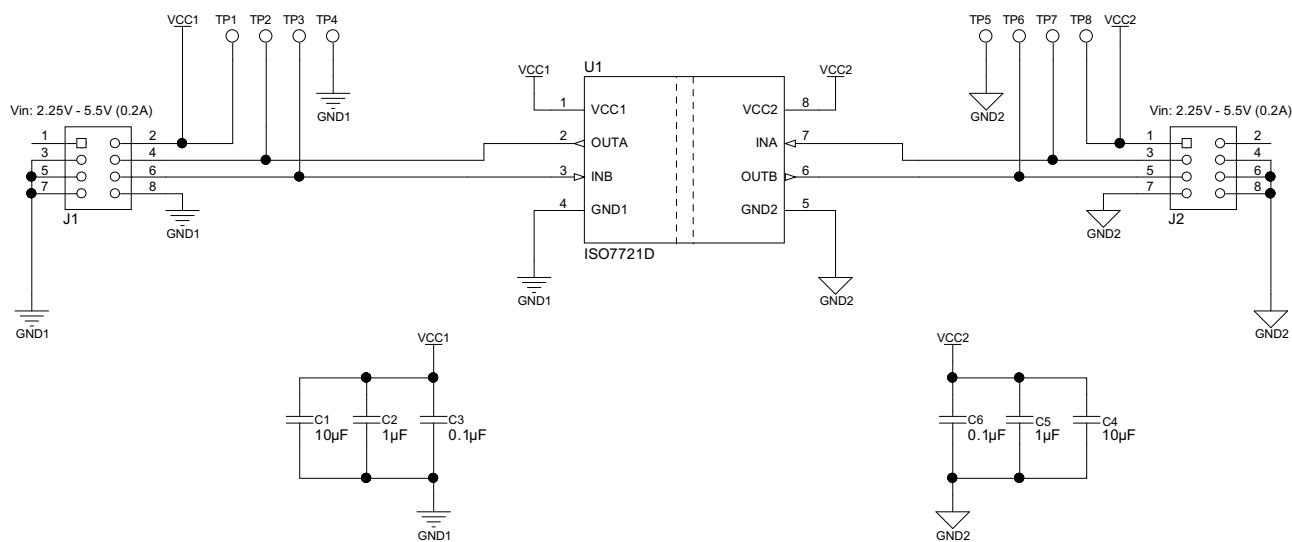 VCC1 TP1 TP2 TP3 TP4
TP5 TP6 TP7 TP8 VCC2
VCC1 U1 VCC2
GND1
GND2
Vin: 2.25V - 5.5V (0.2A)
Vin: 2.25V - 5.5V (0.2A)
1 VCC1 VCC2 8
1 2
2 OUTA INA 7
1 2
3 4
3 4
5 6 3 INB OUTB 6 5 6
7 8 4 GND1 GND2 5 7 8
J1 GND1
GND2 J2
ISO7721D
GND1 GND2
GND1 GND2
VCC1 VCC2
C1 C2 C3
10µF 1µF 0.1µF
C6 C5 C4
0.1µF 1µF 10µF
GND1 GND2